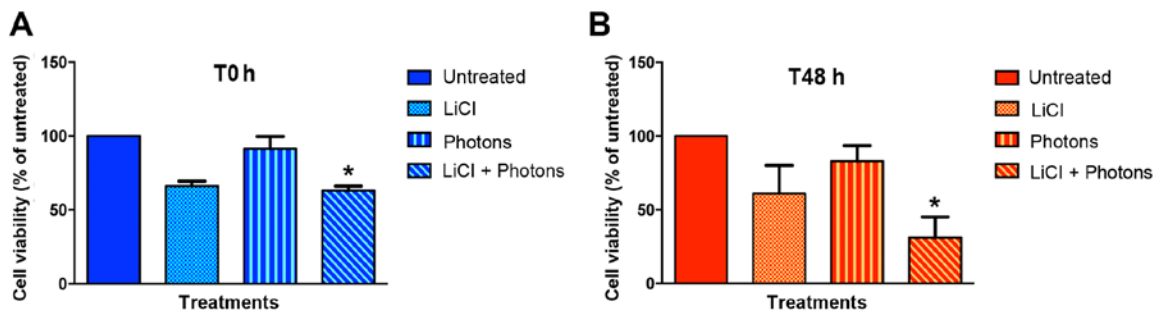 A
T0 h
Cell viability (% of untreated)
150
100
50
0
*
Treatments
Untreated
LiCl
Photons
LiCl + Photons
B
T48 h
Cell viability (% of untreated)
150
100
50
0
*
Treatments
Untreated
LiCl
Photons
LiCl + Photons